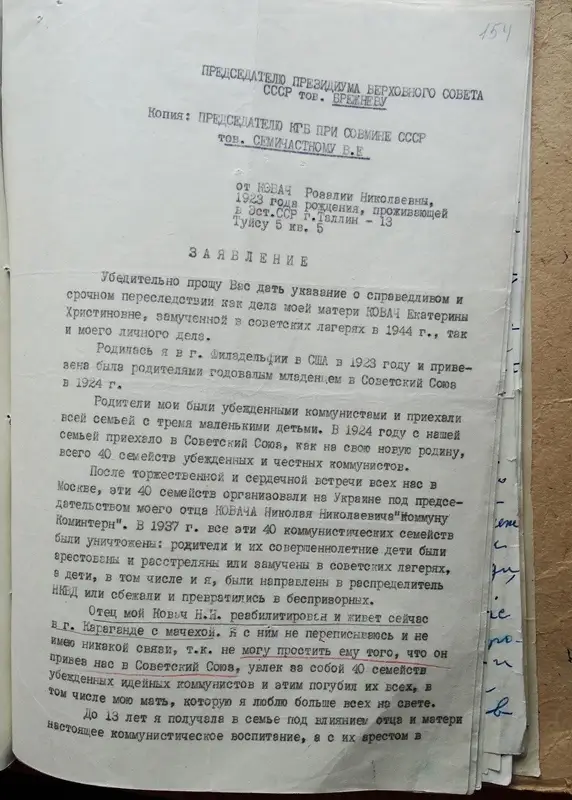 154
ПРЕДСЕДАТЕЛЮ ПРЕЗИДИУМА ВЕРХОВНОГО СОВЕТА
СССР тов. БРЕЖНЕВУ
Копия: ПРЕДСЕДАТЕЛЮ КГБ ПРИ СОВМИНЕ СССР
тов. СЕМИЧАСТНОМУ В.Е
от КОВАЧ Розалии Николаевны,
1923 года рождения, проживающей
в Эст.ССР г.Таллин - 13
Туйсу 5 кв. 5
ЗАЯВЛЕНИЕ
Убедительно прошу Вас дать указание о справедливом и
срочном переследствии как дела моей матери КОВАЧ Екатерины
Христиновне, замученной в советских лагерях в 1944 г., так
и моего личного дела.
Родилась я в г. Филадельфии в США в 1923 году и приве-
зена была родителями годовалым младенцем в Советский Союз
в 1924 г.
Родители мои были убежденными коммунистами и приехали
всей семьей с тремя маленькими детьми. В 1924 году с нашей
семьей приехало в Советский Союз, как на свою новую родину,
всего 40 семейств убежденных и честных коммунистов.
После торжественной и сердечной встречи всех нас в
Москве, эти 40 семейств организовали на Украине под предсе-
дательством моего отца КОВАЧА Николая Николаевича "Коммуну
Коминтерн". В 1937 г. все эти 40 коммунистических семейств
были уничтожены: родители и их совершеннолетние дети были
арестованы и расстреляны или замучены в советских лагерях,
а дети, в том числе и я, были направлены в распределитель
НКВД или сбежали и превратились в беспризорных.
Отец мой Ковач Н.Н. реабилитирован и живет сейчас
в г. Караганде с мачехой. Я с ним не переписываюсь и не
имею никакой связи, т.к. не могу простить ему того, что он
привез нас в Советский Союз, увлек за собой 40 семейств
убежденных идейных коммунистов и этим погубил их всех, в
том числе мою мать, которую я люблю больше всех на свете.
До 13 лет я получала в семье под влиянием отца и матери
настоящее коммунистическое воспитание, а с их арестом в